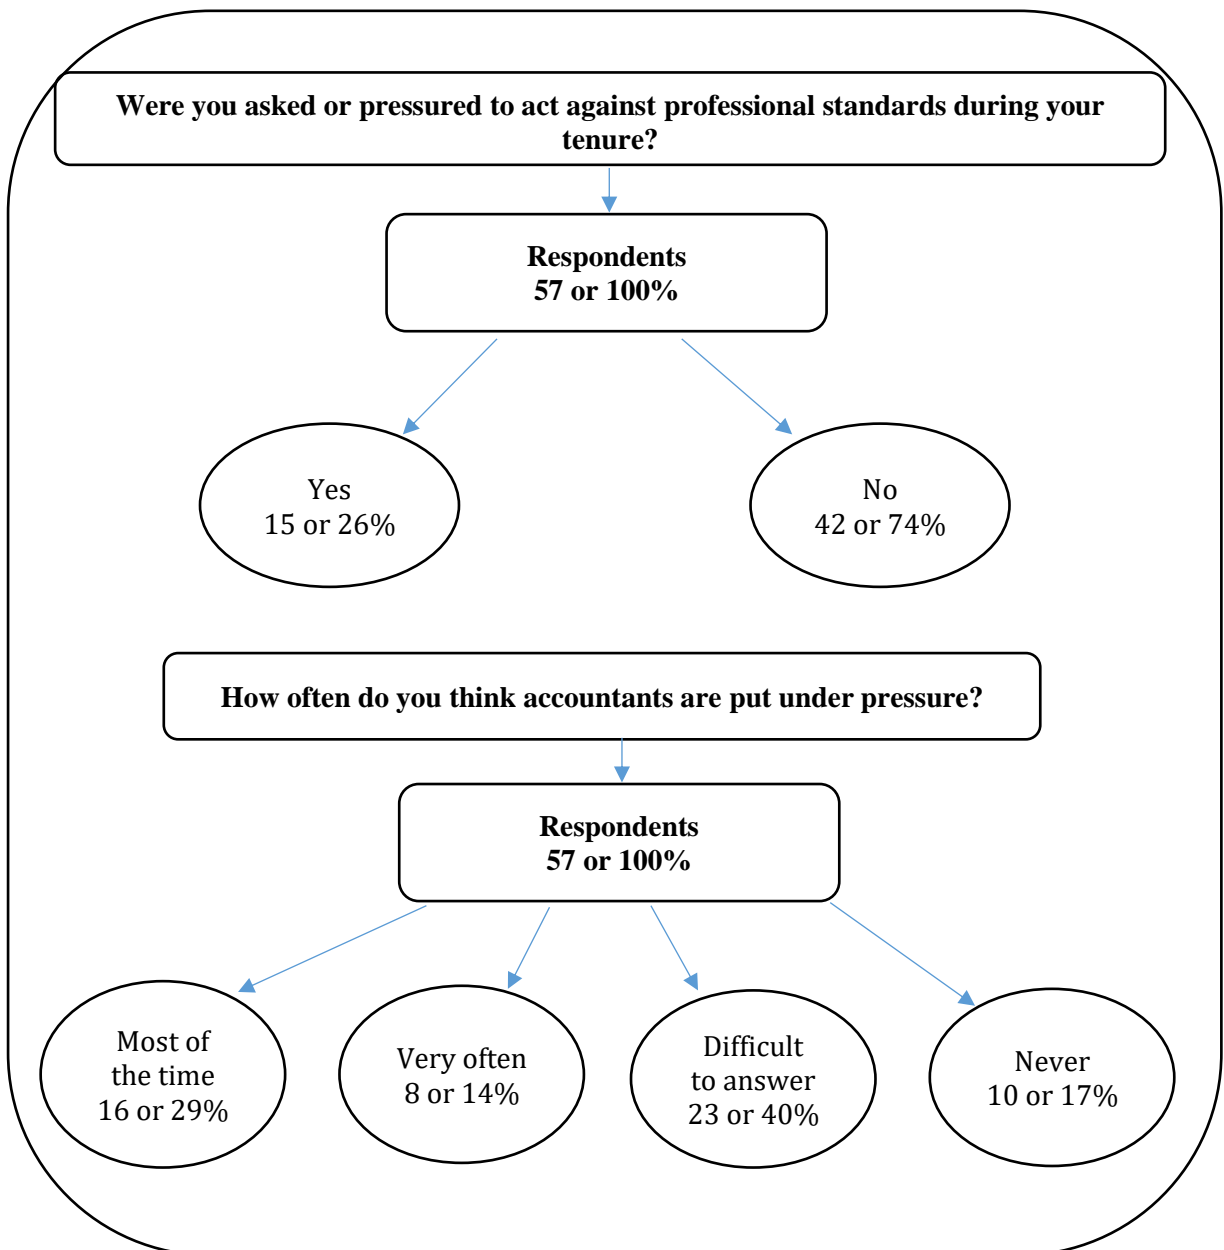 Were you asked or pressured to act against professional standards during your
tenure?
Respondents
57 or 100%
Yes
15 or 26%
No
42 or 74%
How often do you think accountants are put under pressure?
Respondents
57 or 100%
Most of
the time
16 or 29%
Very often
8 or 14%
Difficult
to answer
23 or 40%
Never
10 or 17%